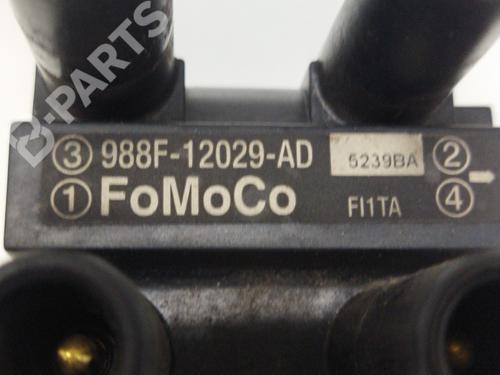 B-PARTS
③ 988F-12029-AD 5239BA ②
① FoMoCo FI1TA ④